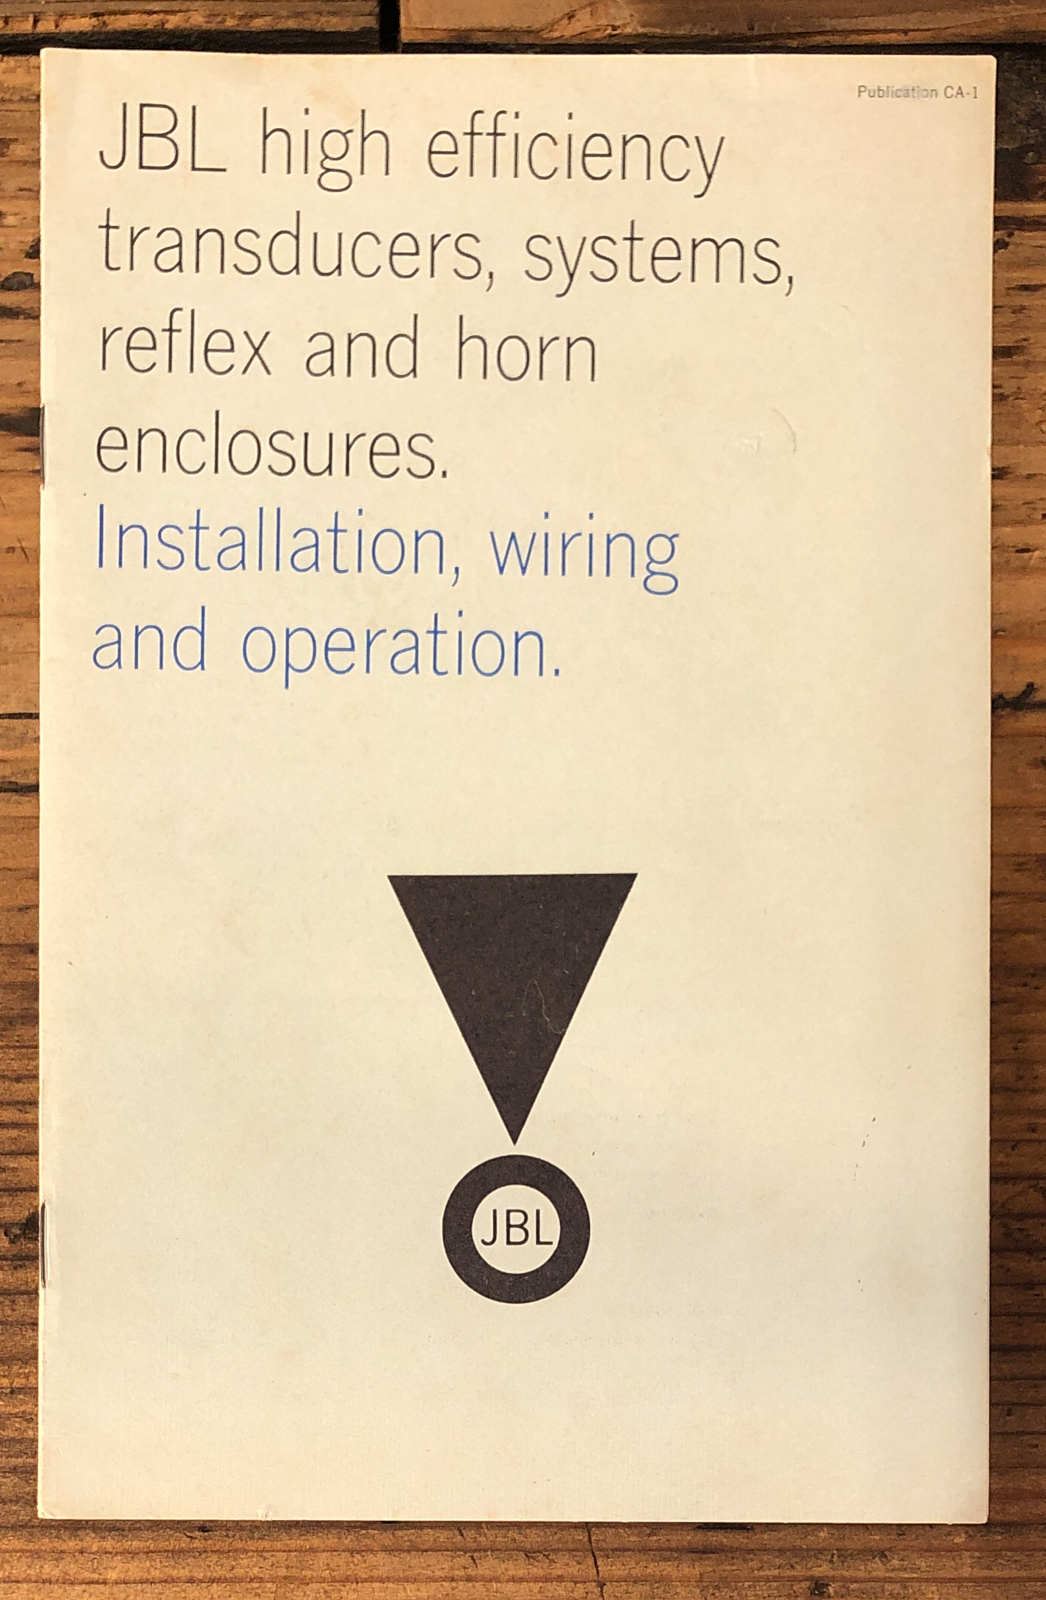 Publication CA-1
JBL high efficiency
transducers, systems,
reflex and horn
enclosures.
Installation, wiring
and operation.
JBL